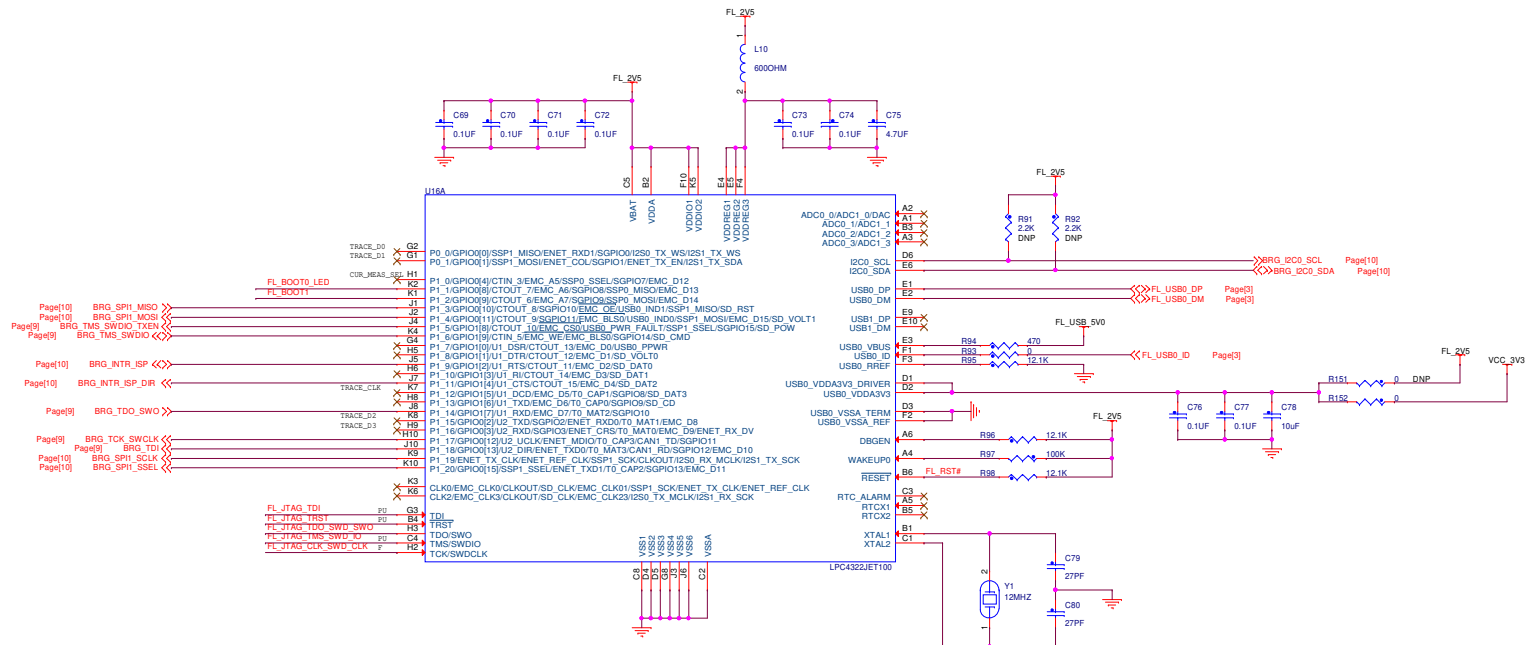 FL_2V5
1
L10
600OHM
2
FL_2V5
C69
0.1UF
C70
0.1UF
C71
0.1UF
C72
0.1UF
C73
0.1UF
C74
0.1UF
C75
4.7UF
C5
B2
F10
K5
E4
E5
F4
U16A
VBAT
VDDA
VDDIO1
VDDIO2
VDDREG1
VDDREG2
VDDREG3
TRACE_D0 G2 P0_0/GPIO0[0]/SSP1_MISO/ENET_RXD1/SGPIO0/I2S0_TX_WS/I2S1_TX_WS
TRACE_D1 G1 P0_1/GPIO0[1]/SSP1_MOSI/ENET_COL/SGPIO1/ENET_TX_EN/I2S1_TX_SDA
CUR_MEAS_SEL H1 P1_0/GPIO0[4]/CTIN_3/EMC_A5/SSP0_SSEL/SGPIO7/EMC_D12
FL_BOOT0_LED K2 P1_1/GPIO0[8]/CTOUT_7/EMC_A6/SGPIO8/SSP0_MISO/EMC_D13
FL_BOOT1 K1 P1_2/GPIO0[9]/CTOUT_6/EMC_A7/SGPIO9/SSP0_MOSI/EMC_D14
Page[10] BRG_SPI1_MISO J1 P1_3/GPIO0[10]/CTOUT_8/SGPIO10/EMC_OE/USB0_IND1/SSP1_MISO/SD_RST
Page[10] BRG_SPI1_MOSI J2 P1_4/GPIO0[11]/CTOUT_9/SGPIO11/EMC_BLS0/USB0_IND0/SSP1_MOSI/EMC_D15/SD_VOLT1
Page[9] BRG_TMS_SWDIO_TXEN J4 P1_5/GPIO1[8]/CTOUT_10/EMC_CS0/USB0_PWR_FAULT/SSP1_SSEL/SGPIO15/SD_POW
Page[9] BRG_TMS_SWDIO K4 P1_6/GPIO1[9]/CTIN_5/EMC_WE/EMC_BLS0/SGPIO14/SD_CMD
G4 P1_7/GPIO1[0]/U1_DSR/CTOUT_13/EMC_D0/USB0_PPWR
H5 P1_8/GPIO1[1]/U1_DTR/CTOUT_12/EMC_D1/SD_VOLT0
Page[10] BRG_INTR_ISP J5 P1_9/GPIO1[2]/U1_RTS/CTOUT_11/EMC_D2/SD_DAT0
H6 P1_10/GPIO1[3]/U1_RI/CTOUT_14/EMC_D3/SD_DAT1
Page[10] BRG_INTR_ISP_DIR J7 P1_11/GPIO1[4]/U1_CTS/CTOUT_15/EMC_D4/SD_DAT2
TRACE_CLK K7 P1_12/GPIO1[5]/U1_DCD/EMC_D5/T0_CAP1/SGPIO8/SD_DAT3
H8 P1_13/GPIO1[6]/U1_TXD/EMC_D6/T0_CAP0/SGPIO9/SD_CD
Page[9] BRG_TDO_SWO J8 P1_14/GPIO1[7]/U1_RXD/EMC_D7/T0_MAT2/SGPIO10
TRACE_D2 K8 P1_15/GPIO0[2]/U2_TXD/SGPIO2/ENET_RXD0/T0_MAT1/EMC_D8
TRACE_D3 H9 P1_16/GPIO0[3]/U2_RXD/SGPIO3/ENET_CRS/T0_MAT0/EMC_D9/ENET_RX_DV
Page[9] BRG_TCK_SWCLK H10 P1_17/GPIO0[12]/U2_UCLK/ENET_MDIO/T0_CAP3/CAN1_TD/SGPIO11
Page[9] BRG_TDI J10 P1_18/GPIO0[13]/U2_DIR/ENET_TXD0/T0_MAT3/CAN1_RD/SGPIO12/EMC_D10
Page[10] BRG_SPI1_SCLK K9 P1_19/ENET_TX_CLK/ENET_REF_CLK/SSP1_SCK/CLKOUT/I2S0_RX_MCLK/I2S1_TX_SCK
Page[10] BRG_SPI1_SSEL K10 P1_20/GPIO0[15]/SSP1_SSEL/ENET_TXD1/T0_CAP2/SGPIO13/EMC_D11
K3 CLK0/EMC_CLK0/CLKOUT/SD_CLK/EMC_CLK01/SSP1_SCK/ENET_TX_CLK/ENET_REF_CLK
K6 CLK2/EMC_CLK3/CLKOUT/SD_CLK/EMC_CLK23/I2S0_TX_MCLK/I2S1_RX_SCK
FL_JTAG_TDI PU G3 TDI
FL_JTAG_TRST PU B4 TRST
FL_JTAG_TDO_SWD_SWO H3 TDO/SWO
FL_JTAG_TMS_SWD_IO PU C4 TMS/SWDIO
FL_JTAG_CLK_SWD_CLK F H2 TCK/SWDCLK
ADC0_0/ADC1_0/DAC A2
ADC0_1/ADC1_1 A1
ADC0_2/ADC1_2 B3
ADC0_3/ADC1_3 A3
FL_2V5
R91
2.2K
DNP
R92
2.2K
DNP
I2C0_SCL D6 BRG_I2C0_SCL Page[10]
I2C0_SDA E6 BRG_I2C0_SDA Page[10]
USB0_DP E1 FL_USB0_DP Page[3]
USB0_DM E2 FL_USB0_DM Page[3]
USB1_DP E9
USB1_DM E10
FL_USB_5V0
USB0_VBUS E3 R94 470
USB0_ID F1 R93 0 FL_USB0_ID Page[3]
USB0_RREF F3 R95 12.1K
USB0_VDDA3V3_DRIVER D1
USB0_VDDA3V3 D2
FL_2V5
VCC_3V3
R151 0 DNP
R152 0
C76
0.1UF
C77
0.1UF
C78
10uF
USB0_VSSA_TERM D3
USB0_VSSA_REF F2
FL_2V5
DBGEN A6 R96 12.1K
WAKEUP0 A4 R97 100K
RESET B6 FL_RST# R98 12.1K
RTC_ALARM C3
RTCX1 A5
RTCX2 B5
XTAL1 B1
XTAL2 C1
VSS1
VSS2
VSS3
VSS4
VSS5
VSS6
VSSA
LPC4322JET100
C8
D4
D5
G8
J3
J6
C2
2
Y1
12MHZ
1
C79
27PF
C80
27PF